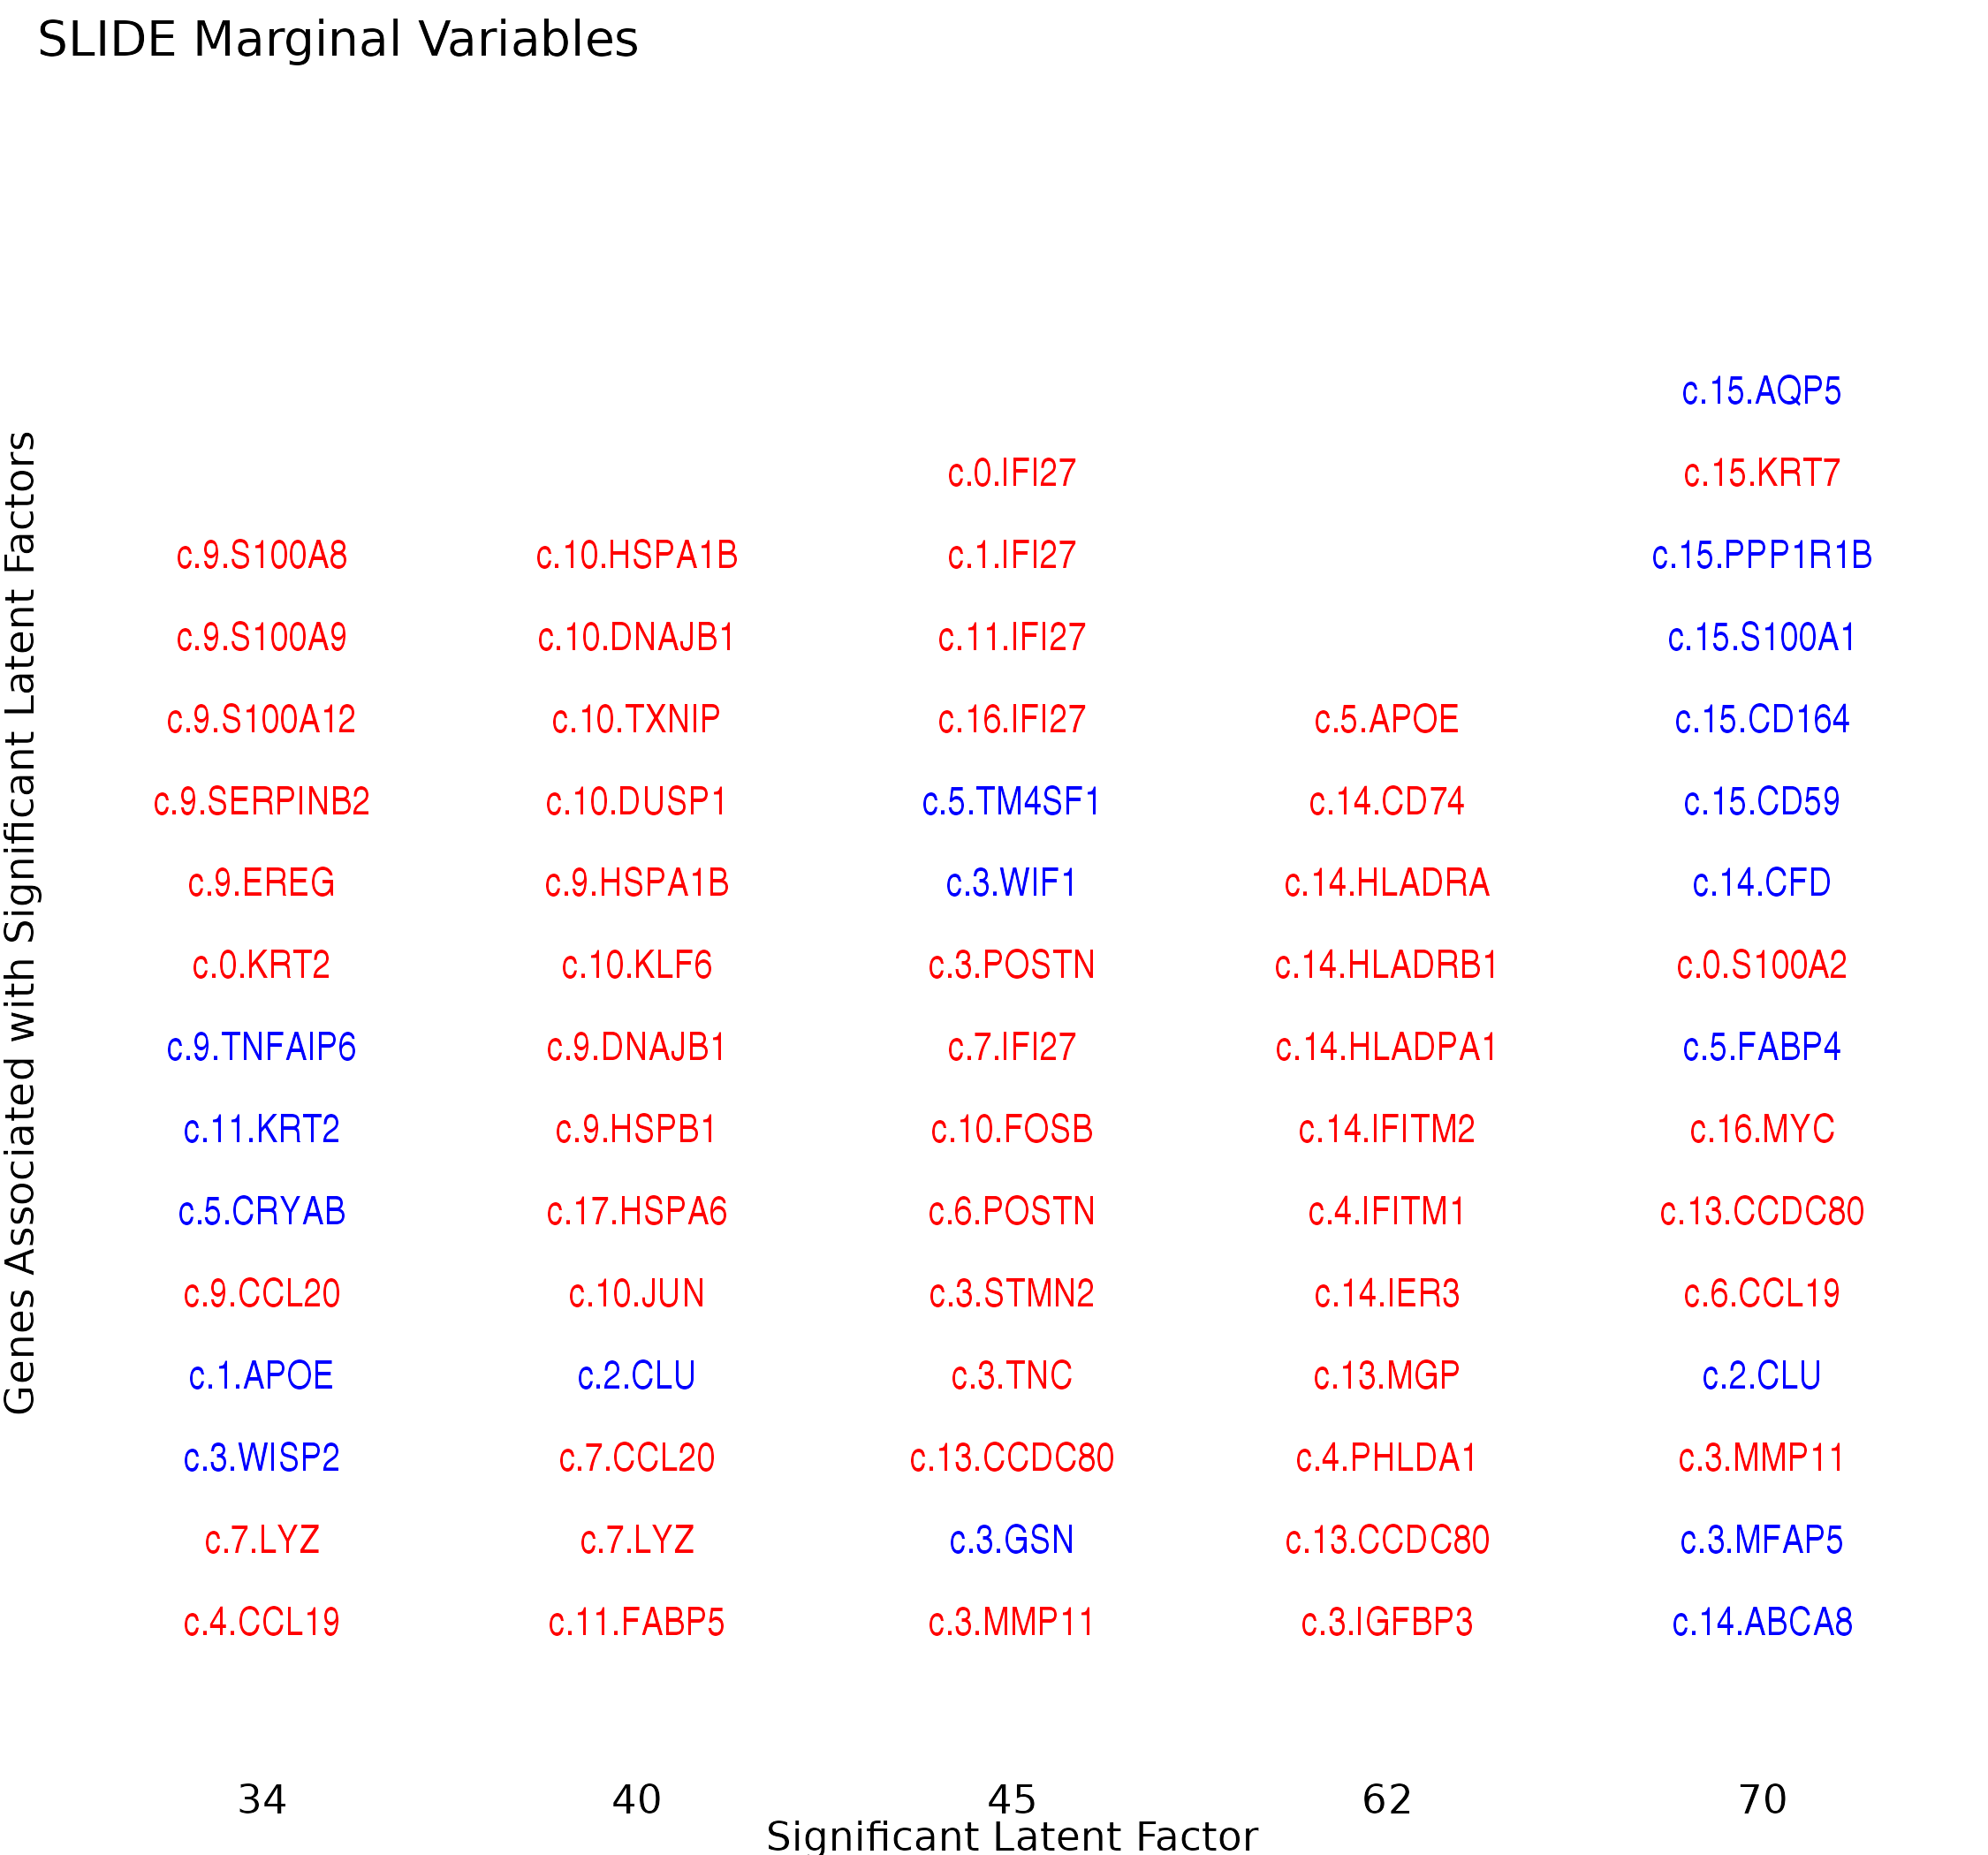 SLIDE Marginal Variables
Genes Associated with Significant Latent Factors
c.15.AQP5
c.0.IFI27 c.15.KRT7
c.9.S100A8 c.10.HSPA1B c.1.IFI27 c.15.PPP1R1B
c.9.S100A9 c.10.DNAJB1 c.11.IFI27 c.15.S100A1
c.9.S100A12 c.10.TXNIP c.16.IFI27 c.5.APOE c.15.CD164
c.9.SERPINB2 c.10.DUSP1 c.5.TM4SF1 c.14.CD74 c.15.CD59
c.9.EREG c.9.HSPA1B c.3.WIF1 c.14.HLADRA c.14.CFD
c.0.KRT2 c.10.KLF6 c.3.POSTN c.14.HLADRB1 c.0.S100A2
c.9.TNFAIP6 c.9.DNAJB1 c.7.IFI27 c.14.HLADPA1 c.5.FABP4
c.11.KRT2 c.9.HSPB1 c.10.FOSB c.14.IFITM2 c.16.MYC
c.5.CRYAB c.17.HSPA6 c.6.POSTN c.4.IFITM1 c.13.CCDC80
c.9.CCL20 c.10.JUN c.3.STMN2 c.14.IER3 c.6.CCL19
c.1.APOE c.2.CLU c.3.TNC c.13.MGP c.2.CLU
c.3.WISP2 c.7.CCL20 c.13.CCDC80 c.4.PHLDA1 c.3.MMP11
c.7.LYZ c.7.LYZ c.3.GSN c.13.CCDC80 c.3.MFAP5
c.4.CCL19 c.11.FABP5 c.3.MMP11 c.3.IGFBP3 c.14.ABCA8
34 40 45 62 70
Significant Latent Factor